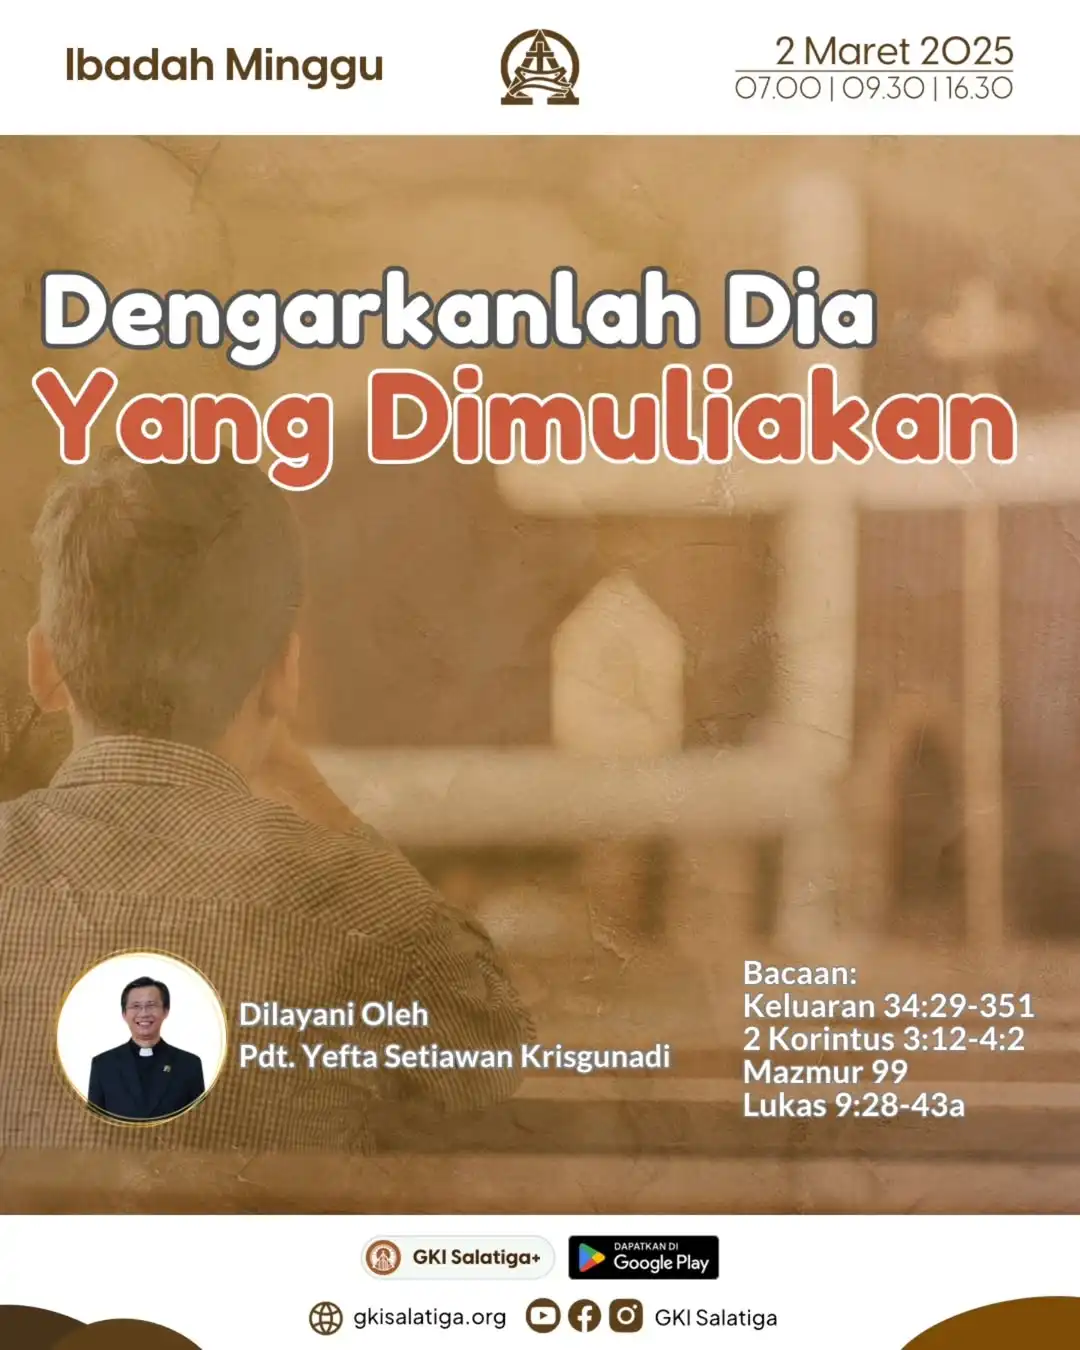 Ibadah Minggu
2 Maret 2025
07.00 | 09.30 | 16.30
Dengarkanlah Dia
Yang Dimuliakan
Dilayani Oleh
Pdt. Yefta Setiawan Krisgunadi
Bacaan:
Keluaran 34:29-351
2 Korintus 3:12-4:2
Mazmur 99
Lukas 9:28-43a
GKI Salatiga+
DAPATKAN DI
Google Play
gkisalatiga.org
GKI Salatiga